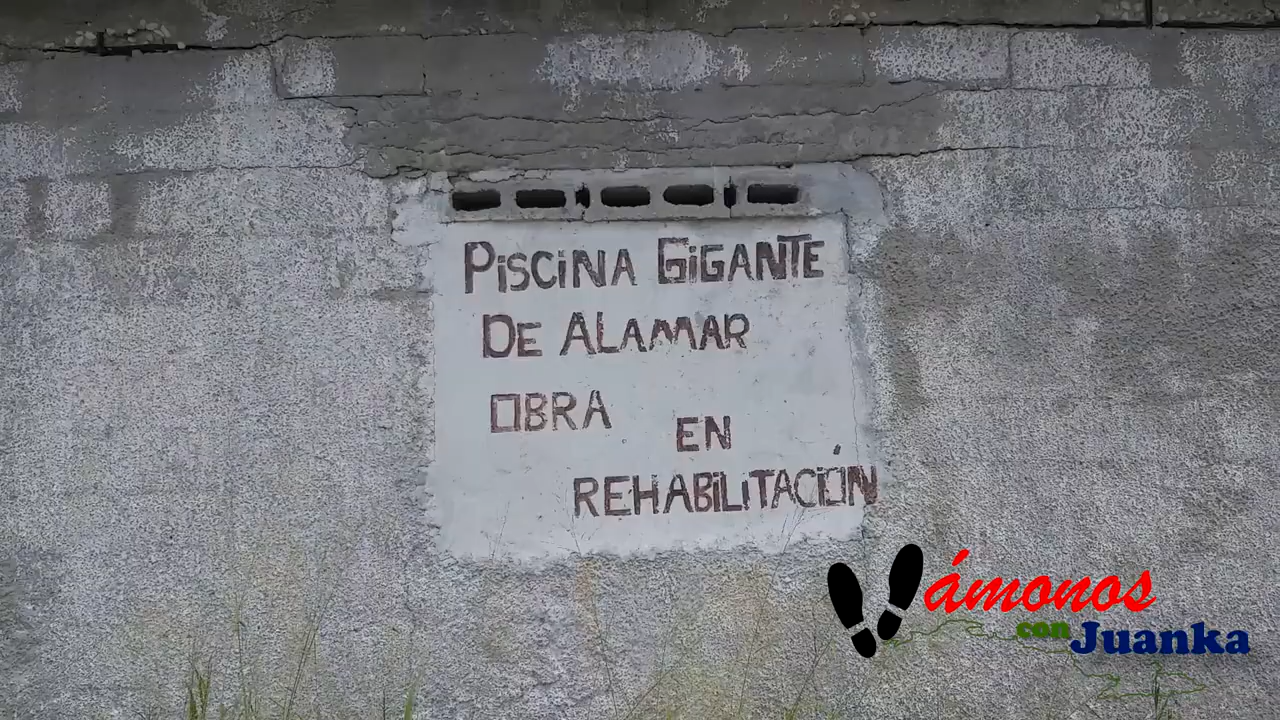 PISCINA GIGANTE
DE ALAMAR
OBRA
EN
REHABILITACIÓN
Vámonos
con Juanka